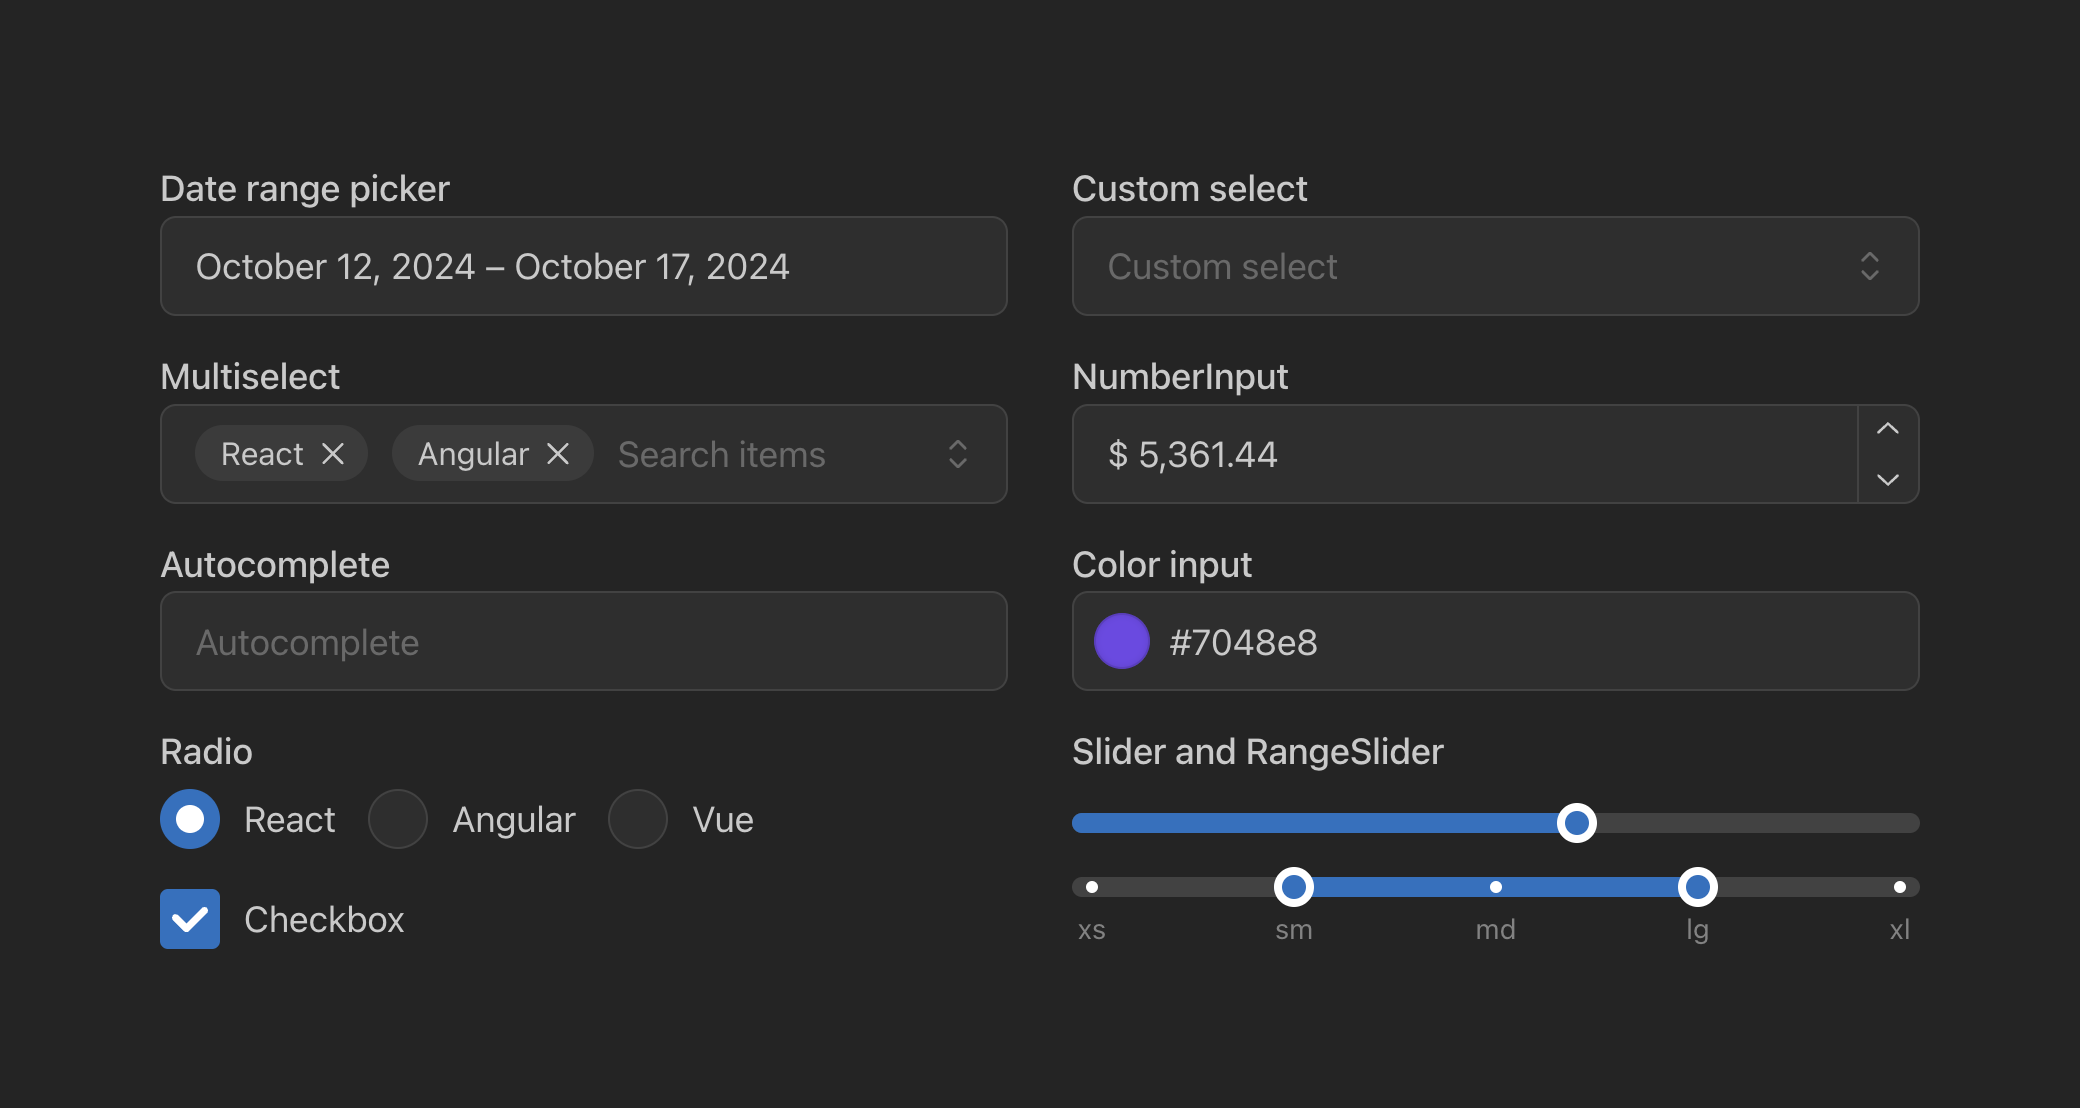 Date range picker
October 12, 2024 – October 17, 2024
Custom select
Custom select
Multiselect
React Angular Search items
NumberInput
$ 5,361.44
Autocomplete
Autocomplete
Color input
#7048e8
Radio
React Angular Vue
Checkbox
Slider and RangeSlider
xs sm md lg xl